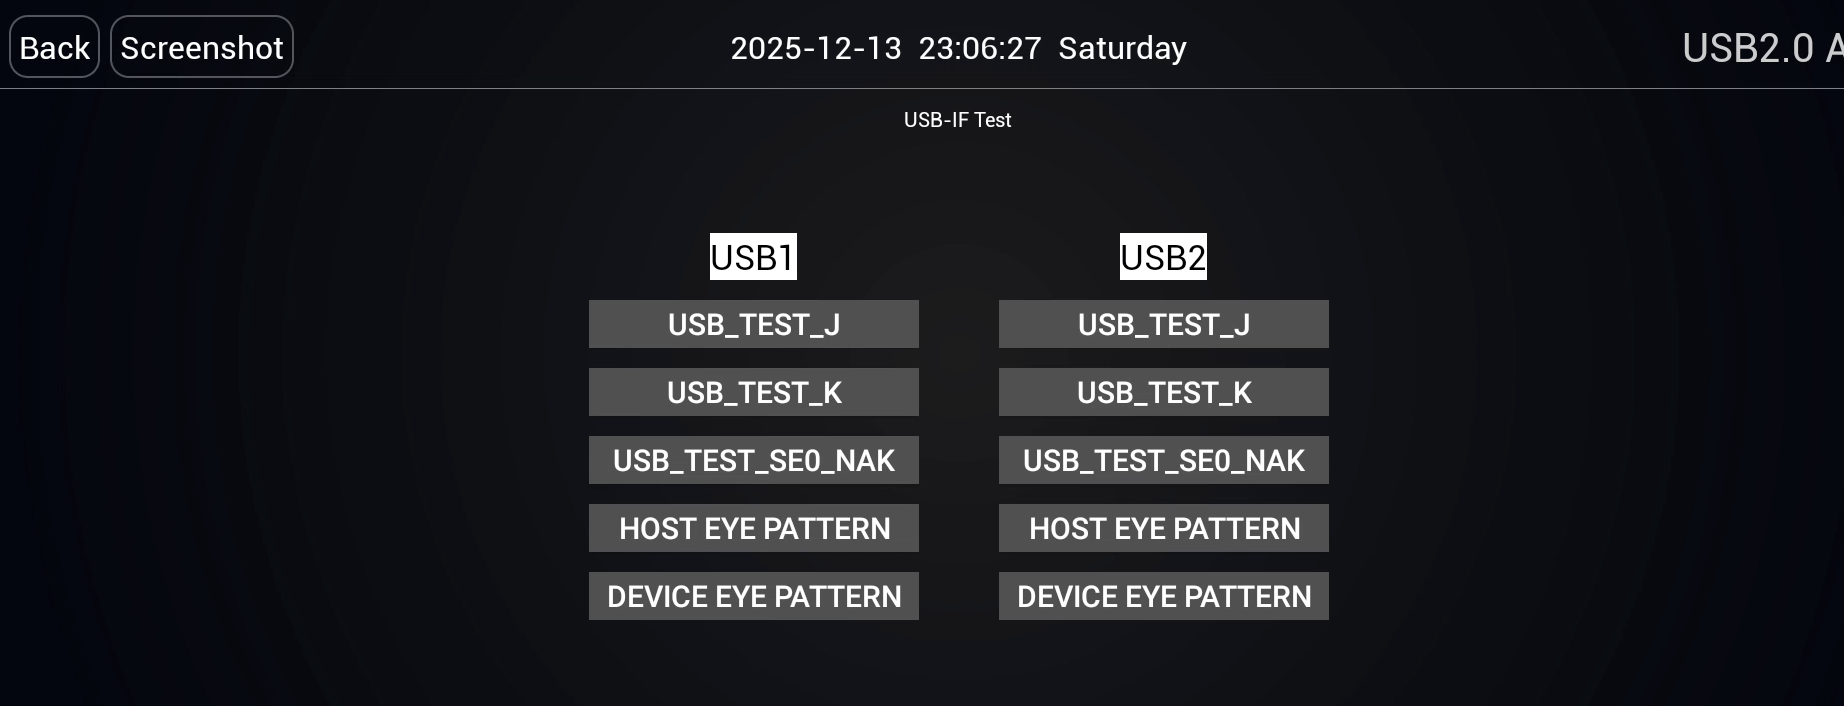 Back Screenshot 2025-12-13 23:06:27 Saturday USB2.0
USB-IF Test
USB1 USB2
USB_TEST_J USB_TEST_J
USB_TEST_K USB_TEST_K
USB_TEST_SE0_NAK USB_TEST_SE0_NAK
HOST EYE PATTERN HOST EYE PATTERN
DEVICE EYE PATTERN DEVICE EYE PATTERN